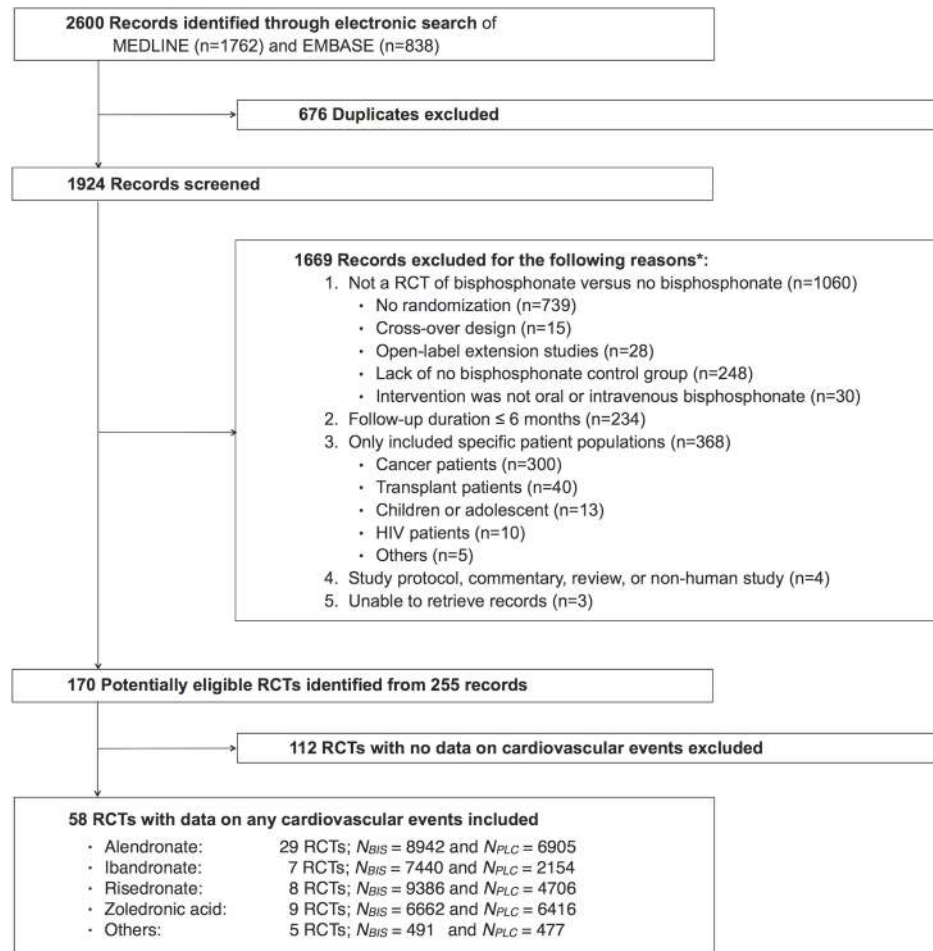 2600 Records identified through electronic search of
MEDLINE (n=1762) and EMBASE (n=838)
676 Duplicates excluded
1924 Records screened
1669 Records excluded for the following reasons*:
1. Not a RCT of bisphosphonate versus no bisphosphonate (n=1060)
• No randomization (n=739)
• Cross-over design (n=15)
• Open-label extension studies (n=28)
• Lack of no bisphosphonate control group (n=248)
• Intervention was not oral or intravenous bisphosphonate (n=30)
2. Follow-up duration ≤ 6 months (n=234)
3. Only included specific patient populations (n=368)
• Cancer patients (n=300)
• Transplant patients (n=40)
• Children or adolescent (n=13)
• HIV patients (n=10)
• Others (n=5)
4. Study protocol, commentary, review, or non-human study (n=4)
5. Unable to retrieve records (n=3)
170 Potentially eligible RCTs identified from 255 records
112 RCTs with no data on cardiovascular events excluded
58 RCTs with data on any cardiovascular events included
• Alendronate: 29 RCTs; NBIS = 8942 and NPLC = 6905
• Ibandronate: 7 RCTs; NBIS = 7440 and NPLC = 2154
• Risedronate: 8 RCTs; NBIS = 9386 and NPLC = 4706
• Zoledronic acid: 9 RCTs; NBIS = 6662 and NPLC = 6416
• Others: 5 RCTs; NBIS = 491 and NPLC = 477